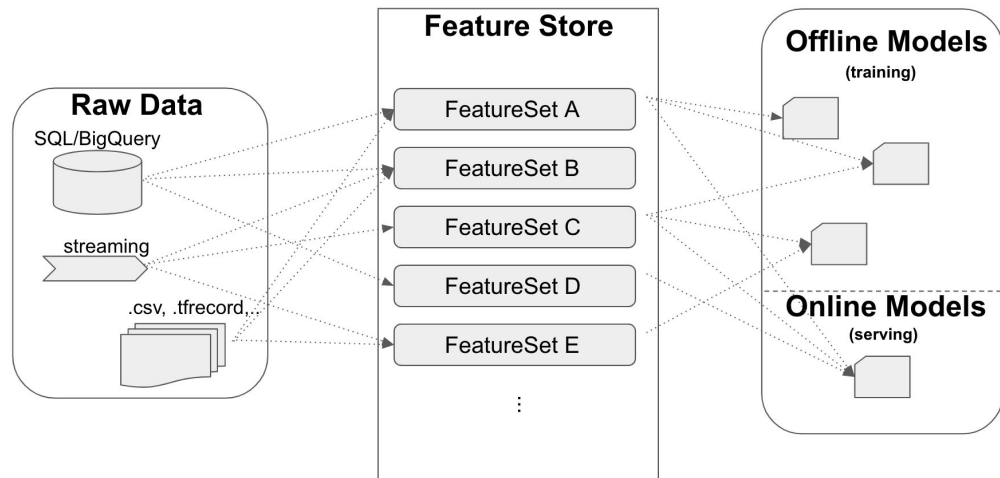 Raw Data
SQL/BigQuery
streaming
.csv, .tfrecord,..
Feature Store
FeatureSet A
FeatureSet B
FeatureSet C
FeatureSet D
FeatureSet E
...
Offline Models
(training)
Online Models
(serving)